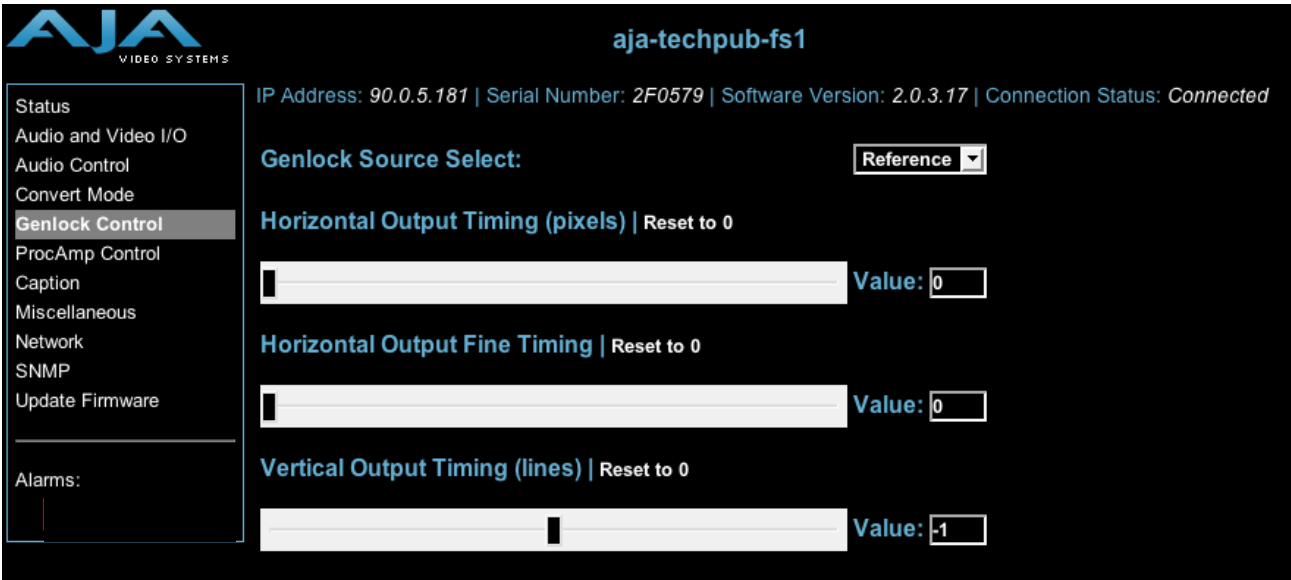 AJA
VIDEO SYSTEMS
aja-techpub-fs1
IP Address: 90.0.5.181 | Serial Number: 2F0579 | Software Version: 2.0.3.17 | Connection Status: Connected
Status
Audio and Video I/O
Audio Control
Convert Mode
Genlock Control
ProcAmp Control
Caption
Miscellaneous
Network
SNMP
Update Firmware
Alarms:
Genlock Source Select: Reference
Horizontal Output Timing (pixels) | Reset to 0
Value: 0
Horizontal Output Fine Timing | Reset to 0
Value: 0
Vertical Output Timing (lines) | Reset to 0
Value: -1